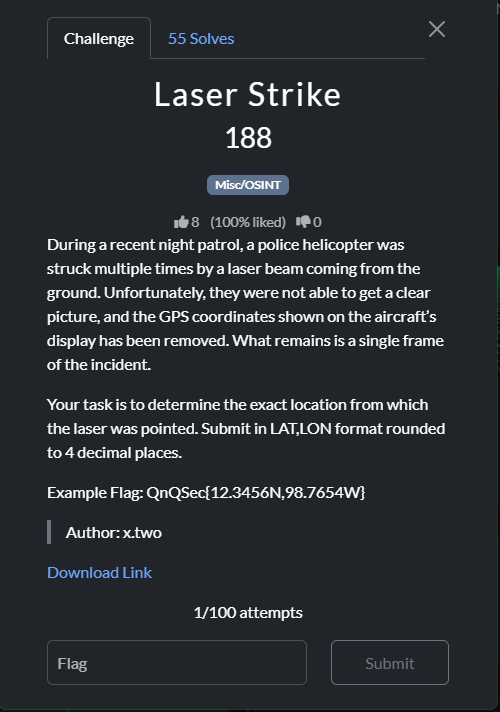 Challenge
55 Solves
Laser Strike
188
Misc/OSINT
8 (100% liked) 0
During a recent night patrol, a police helicopter was
struck multiple times by a laser beam coming from the
ground. Unfortunately, they were not able to get a clear
picture, and the GPS coordinates shown on the aircraft's
display has been removed. What remains is a single frame
of the incident.
Your task is to determine the exact location from which
the laser was pointed. Submit in LAT,LON format rounded
to 4 decimal places.
Example Flag: QnQSec{12.3456N,98.7654W}
Author: x.two
Download Link
1/100 attempts
Flag
Submit